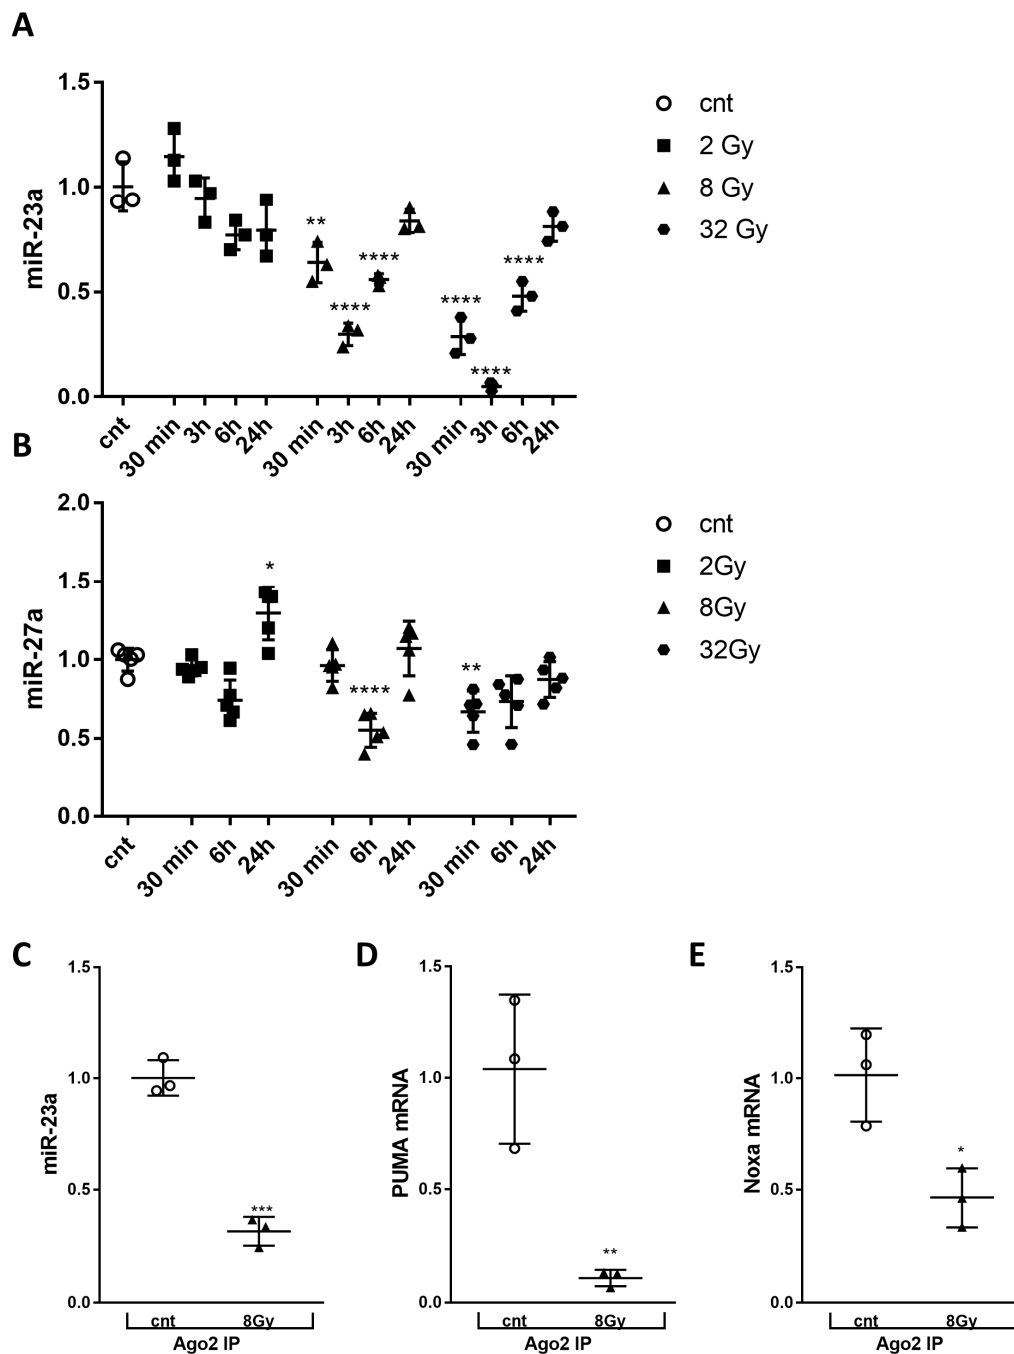 A
1.5
1.0
0.5
0.0
miR-23a
cnt
2 Gy
8 Gy
32 Gy
**
****
****
****
****
****
cnt 30 min 3h 6h 24h 30 min 3h 6h 24h 30 min 3h 6h 24h
B
2.0
1.5
1.0
0.5
0.0
miR-27a
cnt
2Gy
8Gy
32Gy
*
****
**
cnt 30 min 6h 24h 30 min 6h 24h 30 min 6h 24h
C
1.5
1.0
0.5
0.0
miR-23a
***
cnt 8Gy
Ago2 IP
D
1.5
1.0
0.5
0.0
PUMA mRNA
**
cnt 8Gy
Ago2 IP
E
1.5
1.0
0.5
0.0
Noxa mRNA
*
cnt 8Gy
Ago2 IP